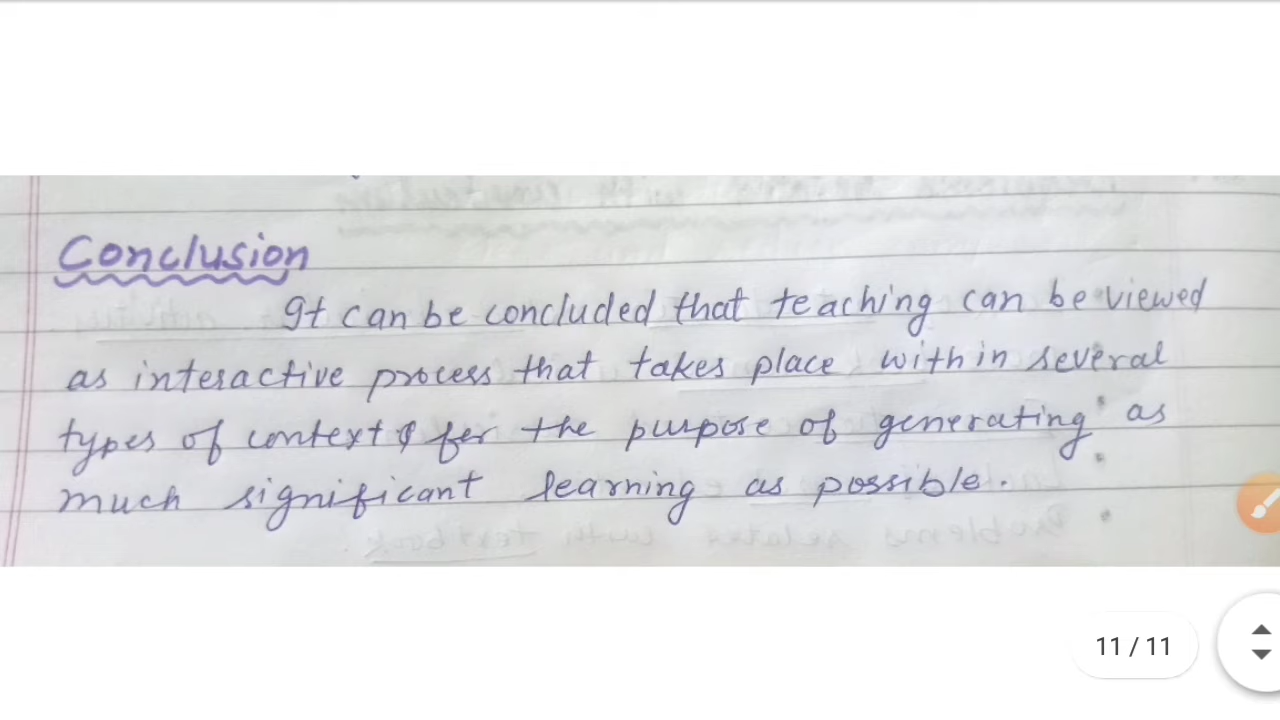 Conclusion
It can be concluded that teaching can be viewed
as interactive process that takes place within several
types of context & for the purpose of generating as
much significant learning as possible.
11 / 11